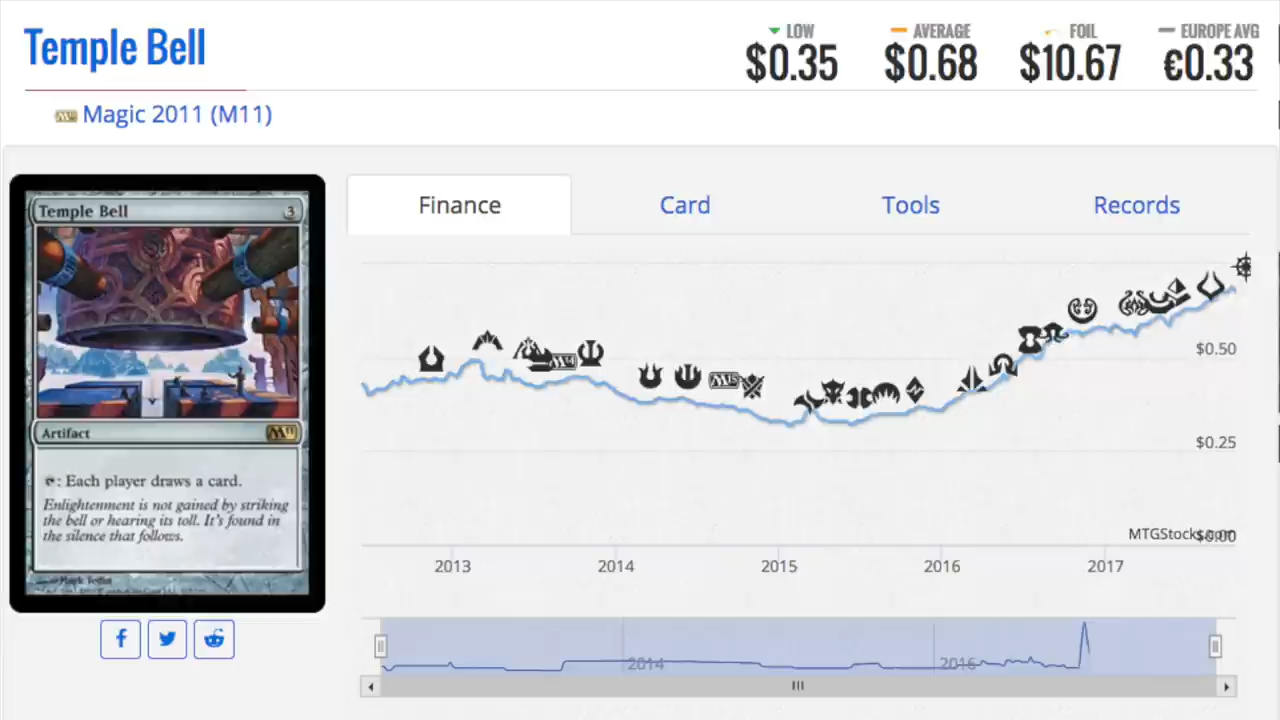 Temple Bell
LOW
$0.35
AVERAGE
$0.68
FOIL
$10.67
EUROPE AVG
€0.33
Magic 2011 (M11)
Finance
Card
Tools
Records
Temple Bell 3
Artifact M11
: Each player draws a card.
Enlightenment is not gained by striking
the bell or hearing its toll. It's found in
the silence that follows.
$0.50
$0.25
MTGStocks.com
$0.00
2013
2014
2015
2016
2017
2014
2016